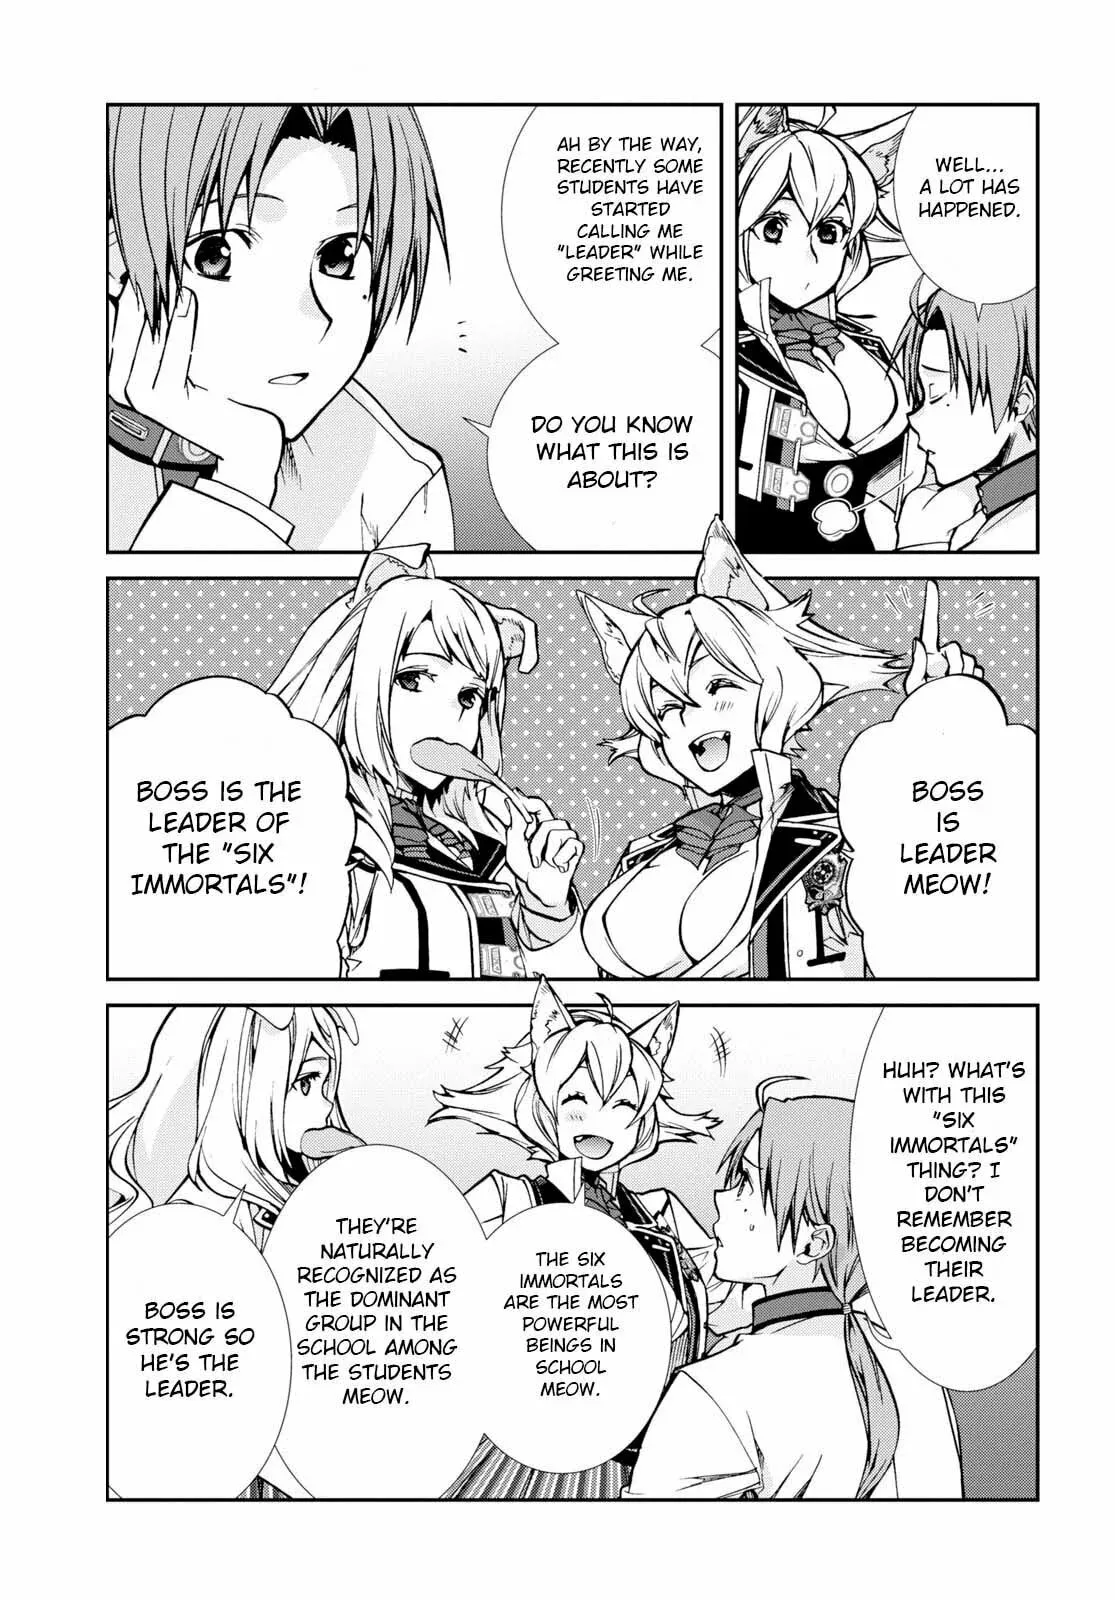 WELL...
A LOT HAS
HAPPENED.
AH BY THE WAY,
RECENTLY SOME
STUDENTS HAVE
STARTED
CALLING ME
"LEADER" WHILE
GREETING ME.
DO YOU KNOW
WHAT THIS IS
ABOUT?
BOSS
IS
LEADER
MEOW!
BOSS IS THE
LEADER OF
THE "SIX
IMMORTALS"!
HUH? WHAT'S
WITH THIS
"SIX
IMMORTALS"
THING? I
DON'T
REMEMBER
BECOMING
THEIR
LEADER.
THE SIX
IMMORTALS
ARE THE MOST
POWERFUL
BEINGS IN
SCHOOL
MEOW.
THEY'RE
NATURALLY
RECOGNIZED AS
THE DOMINANT
GROUP IN THE
SCHOOL AMONG
THE STUDENTS
MEOW.
BOSS IS
STRONG SO
HE'S THE
LEADER.